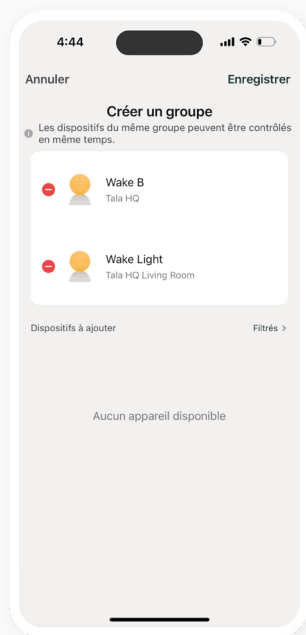 4:44
Annuler
Enregistrer
Créer un groupe
Les dispositifs du même groupe peuvent être contrôlés
en même temps.
Wake B
Tala HQ
Wake Light
Tala HQ Living Room
Dispositifs à ajouter
Filtrés >
Aucun appareil disponible